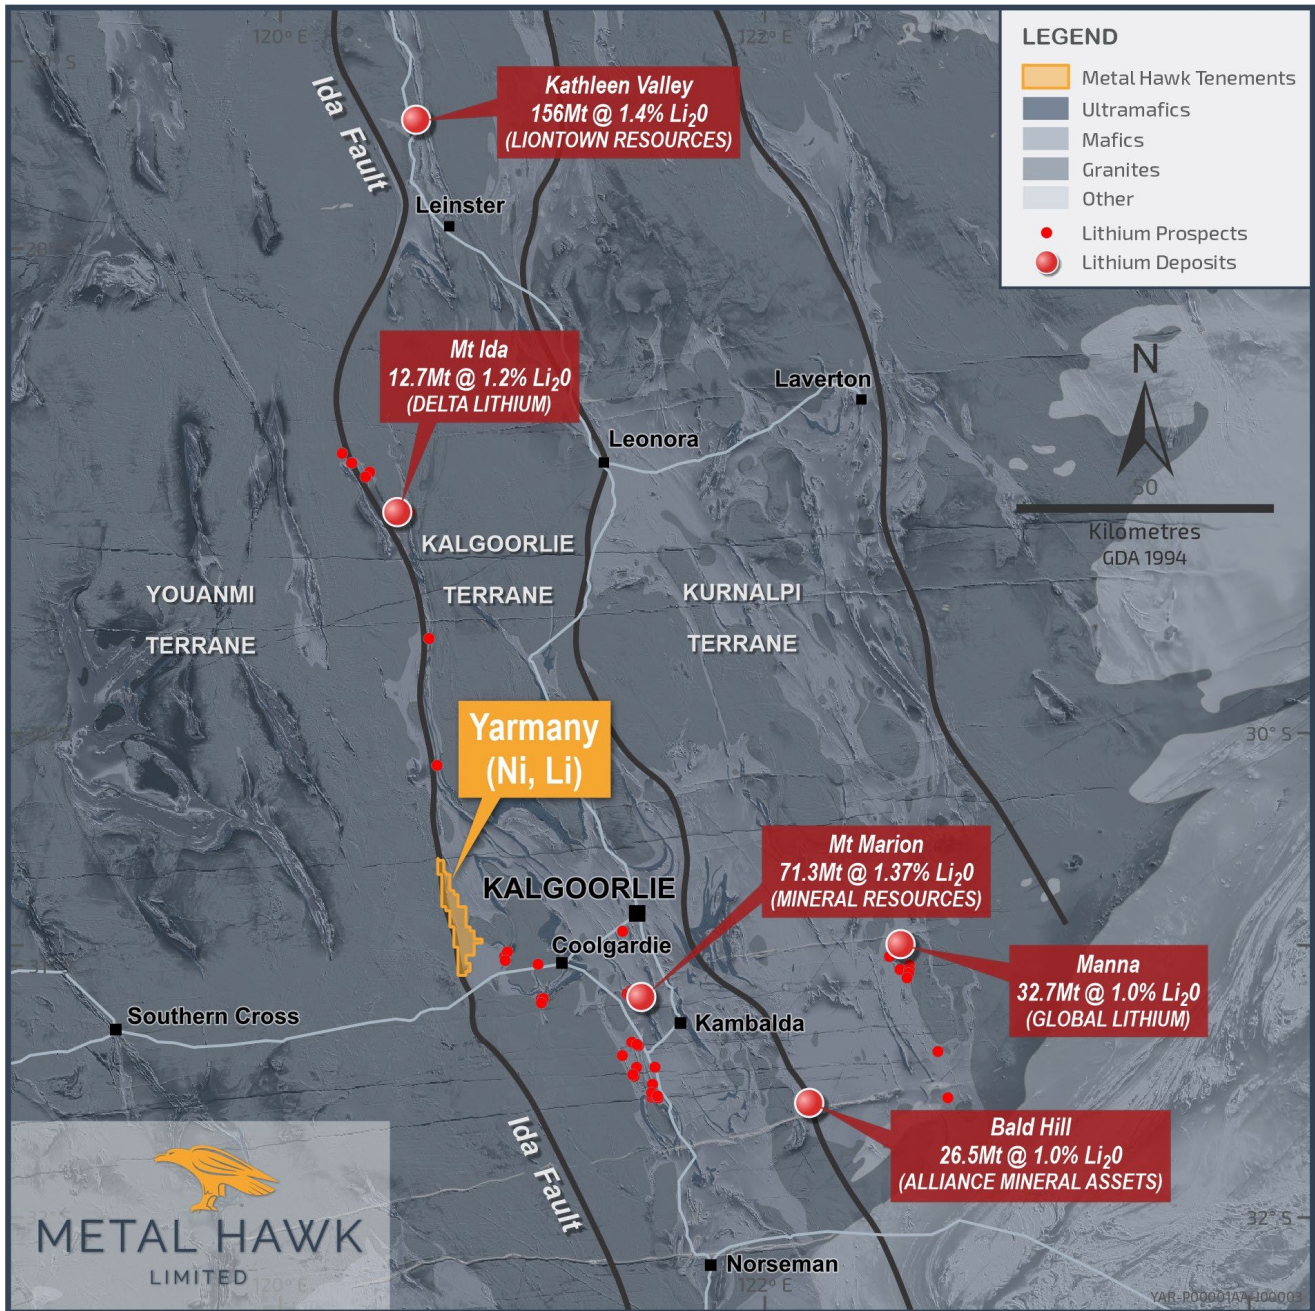 120° E
122° E
LEGEND
Metal Hawk Tenements
Ultramafics
Mafics
Granites
Other
Lithium Prospects
Lithium Deposits
Ida Fault
Kathleen Valley
156Mt @ 1.4% Li₂0
(LIONTOWN RESOURCES)
Leinster
Mt Ida
12.7Mt @ 1.2% Li₂0
(DELTA LITHIUM)
Laverton
N
50
Kilometres
GDA 1994
Leonora
KALGOORLIE
TERRANE
YOUANMI
TERRANE
KURNALPI
TERRANE
Yarmany
(Ni, Li)
30° S
Mt Marion
71.3Mt @ 1.37% Li₂0
(MINERAL RESOURCES)
KALGOORLIE
Coolgardie
Manna
32.7Mt @ 1.0% Li₂0
(GLOBAL LITHIUM)
Southern Cross
Kambalda
Bald Hill
26.5Mt @ 1.0% Li₂0
(ALLIANCE MINERAL ASSETS)
Ida Fault
32° S
METAL HAWK
LIMITED
Norseman
120° E
122° E